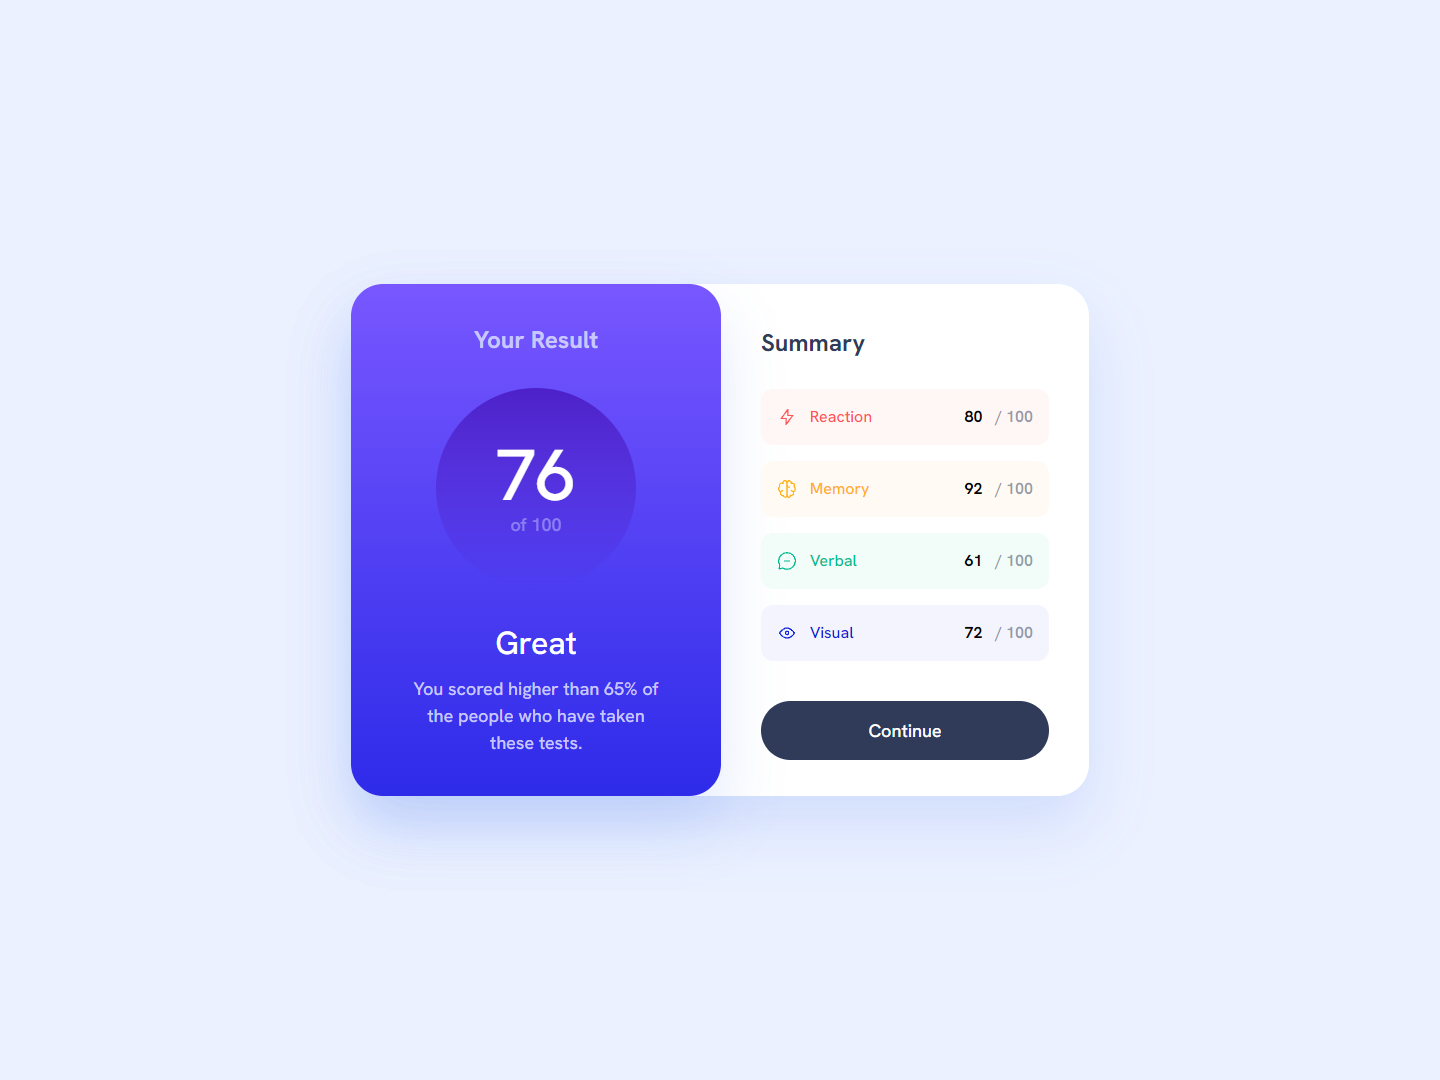 Your Result
76
of 100
Great
You scored higher than 65% of
the people who have taken
these tests.
Summary
Reaction 80 / 100
Memory 92 / 100
Verbal 61 / 100
Visual 72 / 100
Continue